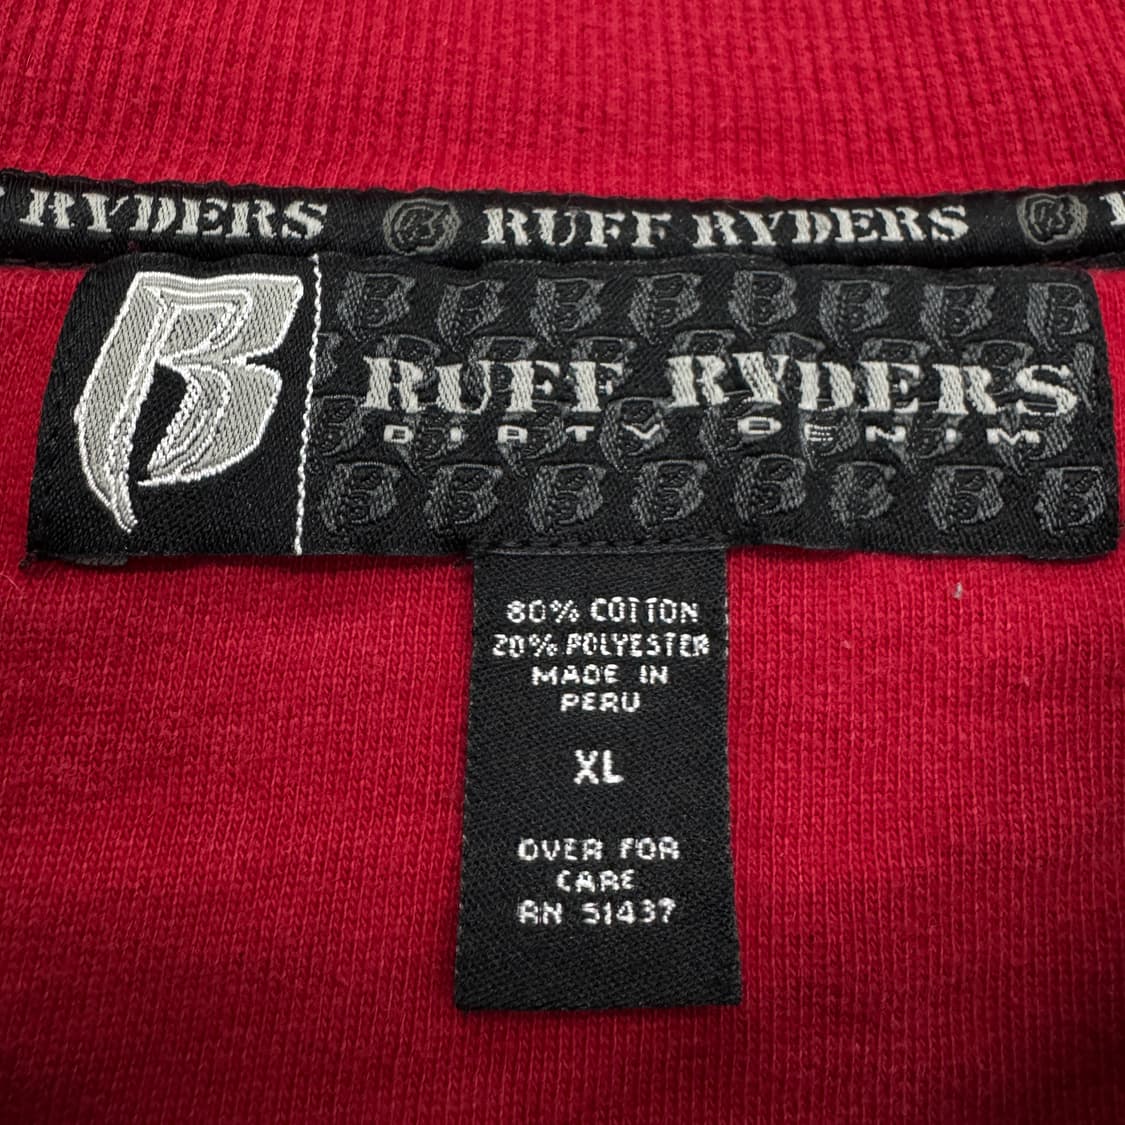 RYDERS RUFF RYDERS
RUFF RYDERS
DIRTY DENIM
80% COTTON
20% POLYESTER
MADE IN
PERU
XL
OVER FOR
CARE
RN 51437